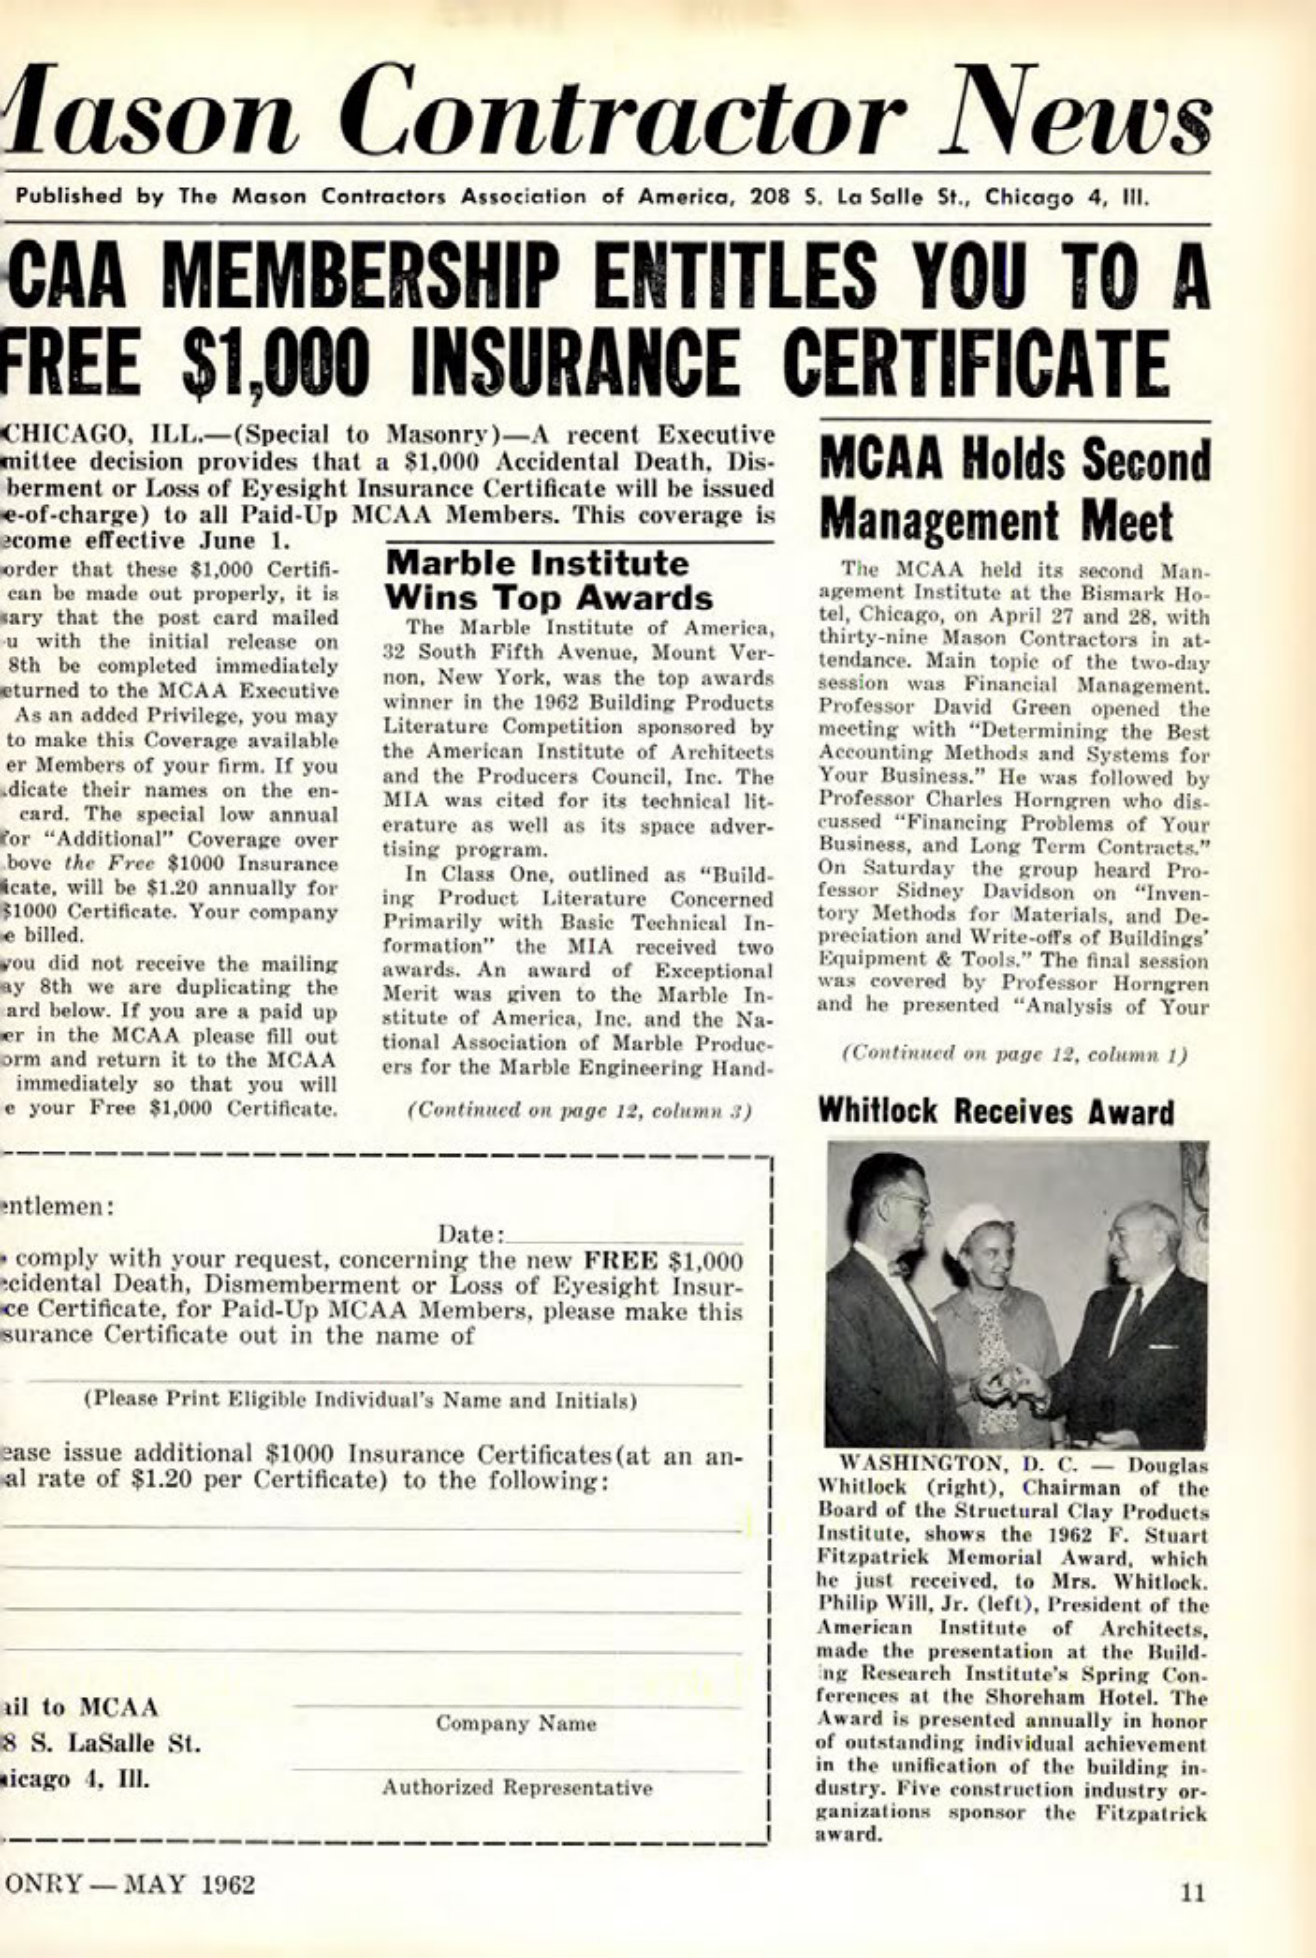 Mason Contractor News
Published by The Mason Contractors Association of America, 208 S. La Salle St., Chicago 4, Ill.
CAA MEMBERSHIP ENTITLES YOU TO A
FREE $1,000 INSURANCE CERTIFICATE
CHICAGO, ILL.—(Special to Masonry)—A recent Executive
mittee decision provides that a $1,000 Accidental Death, Dis-
berment or Loss of Eyesight Insurance Certificate will be issued
e-of-charge) to all Paid-Up MCAA Members. This coverage is
ecome effective June 1.
order that these $1,000 Certifi-
can be made out properly, it is
sary that the post card mailed
u with the initial release on
8th be completed immediately
eturned to the MCAA Executive
As an added Privilege, you may
to make this Coverage available
er Members of your firm. If you
dicate their names on the en-
card. The special low annual
for "Additional" Coverage over
bove the Free $1000 Insurance
icate, will be $1.20 annually for
$1000 Certificate. Your company
e billed.
you did not receive the mailing
ay 8th we are duplicating the
ard below. If you are a paid up
er in the MCAA please fill out
orm and return it to the MCAA
immediately so that you will
e your Free $1,000 Certificate.
Marble Institute
Wins Top Awards
The Marble Institute of America,
32 South Fifth Avenue, Mount Ver-
non, New York, was the top awards
winner in the 1962 Building Products
Literature Competition sponsored by
the American Institute of Architects
and the Producers Council, Inc. The
MIA was cited for its technical lit-
erature as well as its space adver-
tising program.
In Class One, outlined as "Build-
ing Product Literature Concerned
Primarily with Basic Technical In-
formation" the MIA received two
awards. An award of Exceptional
Merit was given to the Marble In-
stitute of America, Inc. and the Na-
tional Association of Marble Produc-
ers for the Marble Engineering Hand-
(Continued on page 12, column 3)
MCAA Holds Second
Management Meet
The MCAA held its second Man-
agement Institute at the Bismark Ho-
tel, Chicago, on April 27 and 28, with
thirty-nine Mason Contractors in at-
tendance. Main topic of the two-day
session was Financial Management.
Professor David Green opened the
meeting with "Determining the Best
Accounting Methods and Systems for
Your Business." He was followed by
Professor Charles Horngren who dis-
cussed "Financing Problems of Your
Business, and Long Term Contracts."
On Saturday the group heard Pro-
fessor Sidney Davidson on "Inven-
tory Methods for Materials, and De-
preciation and Write-offs of Buildings'
Equipment & Tools." The final session
was covered by Professor Horngren
and he presented "Analysis of Your
(Continued on page 12, column 1)
Whitlock Receives Award
WASHINGTON, D. C. — Douglas
Whitlock (right), Chairman of the
Board of the Structural Clay Products
Institute, shows the 1962 F. Stuart
Fitzpatrick Memorial Award, which
he just received, to Mrs. Whitlock.
Philip Will, Jr. (left), President of the
American Institute of Architects,
made the presentation at the Build-
ing Research Institute's Spring Con-
ferences at the Shoreham Hotel. The
Award is presented annually in honor
of outstanding individual achievement
in the unification of the building in-
dustry. Five construction industry or-
ganizations sponsor the Fitzpatrick
award.
entlemen:
Date:
comply with your request, concerning the new FREE $1,000
cidental Death, Dismemberment or Loss of Eyesight Insur-
ce Certificate, for Paid-Up MCAA Members, please make this
surance Certificate out in the name of
(Please Print Eligible Individual's Name and Initials)
ease issue additional $1000 Insurance Certificates(at an an-
al rate of $1.20 per Certificate) to the following:
ail to MCAA
8 S. LaSalle St.
icago 4, Ill.
Company Name
Authorized Representative
ONRY — MAY 1962
11